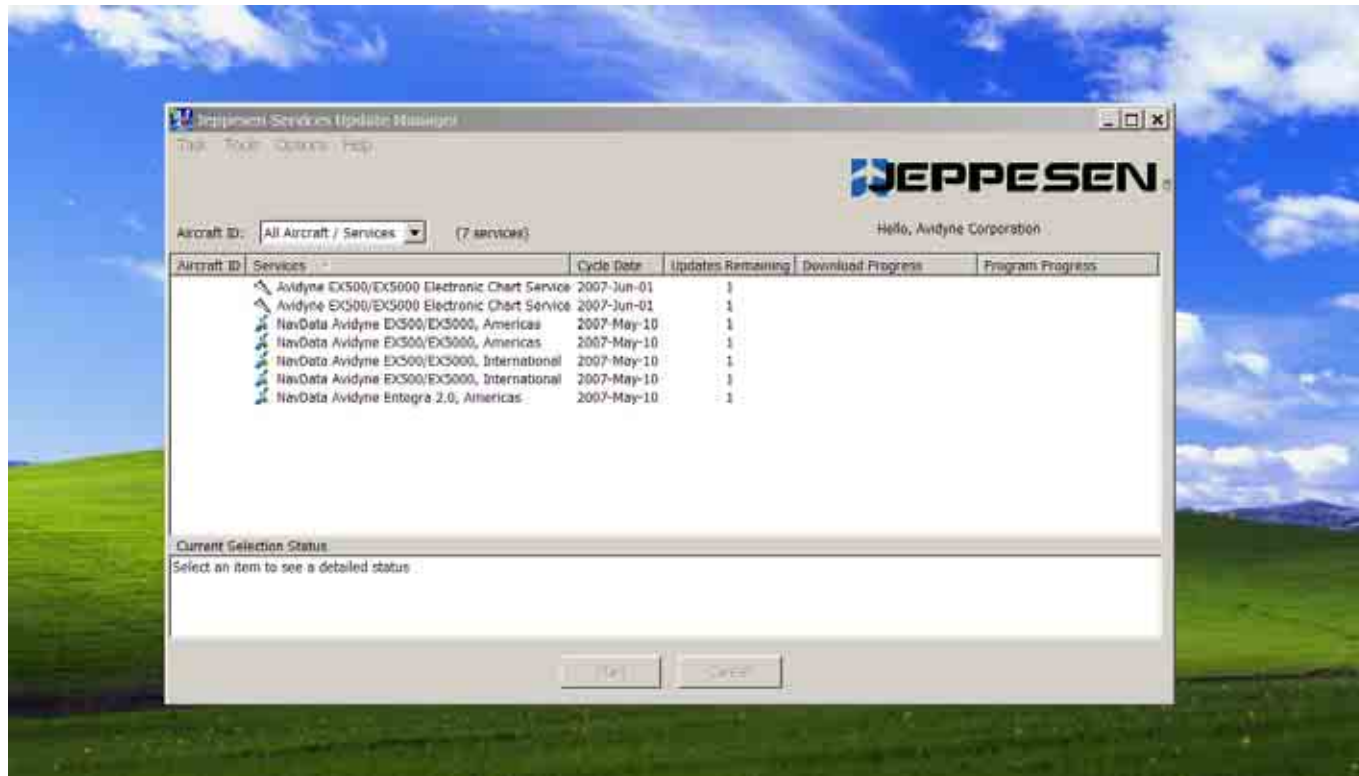 Jeppesen Services Update Manager
Task Tools Options Help
JEPPESEN
Aircraft ID: All Aircraft / Services (7 services) Hello, Avidyne Corporation
Aircraft ID Services Cycle Date Updates Remaining Download Progress Program Progress
Avidyne EX500/EX5000 Electronic Chart Service 2007-Jun-01 1
Avidyne EX500/EX5000 Electronic Chart Service 2007-Jun-01 1
NavData Avidyne EX500/EX5000, Americas 2007-May-10 1
NavData Avidyne EX500/EX5000, Americas 2007-May-10 1
NavData Avidyne EX500/EX5000, International 2007-May-10 1
NavData Avidyne EX500/EX5000, International 2007-May-10 1
NavData Avidyne Entegra 2.0, Americas 2007-May-10 1
Current Selection Status
Select an item to see a detailed status
Start Cancel